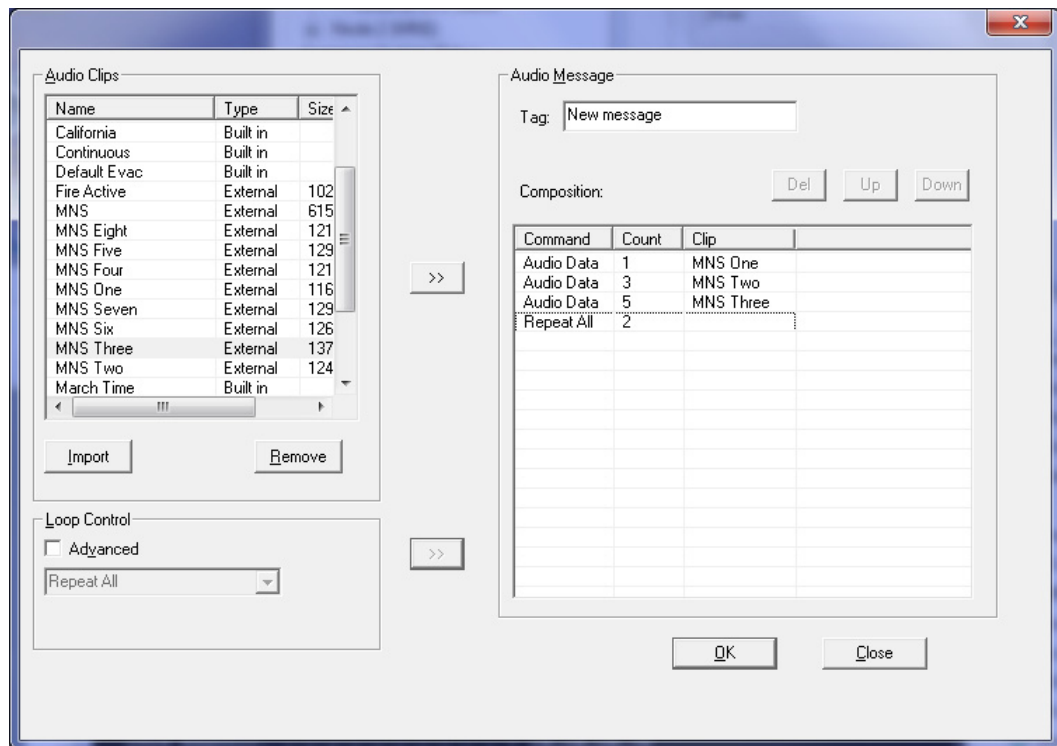 Audio Clips
Name Type Size
California Built in
Continuous Built in
Default Evac Built in
Fire Active External 102
MNS External 615
MNS Eight External 121
MNS Five External 129
MNS Four External 121
MNS One External 116
MNS Seven External 129
MNS Six External 126
MNS Three External 137
MNS Two External 124
March Time Built in
Import Remove
Loop Control
Advanced
Repeat All
>>
>>
Audio Message
Tag: New message
Composition: Del Up Down
Command Count Clip
Audio Data 1 MNS One
Audio Data 3 MNS Two
Audio Data 5 MNS Three
Repeat All 2
OK Close